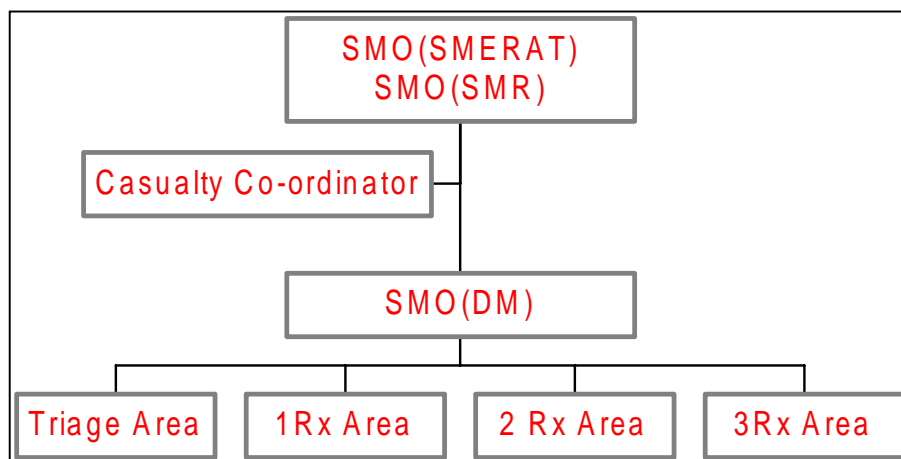 SMO(SMERAT)
SMO(SMR)
Casualty Co-ordinator
SMO(DM)
Triage Area
1Rx Area
2 Rx Area
3Rx Area